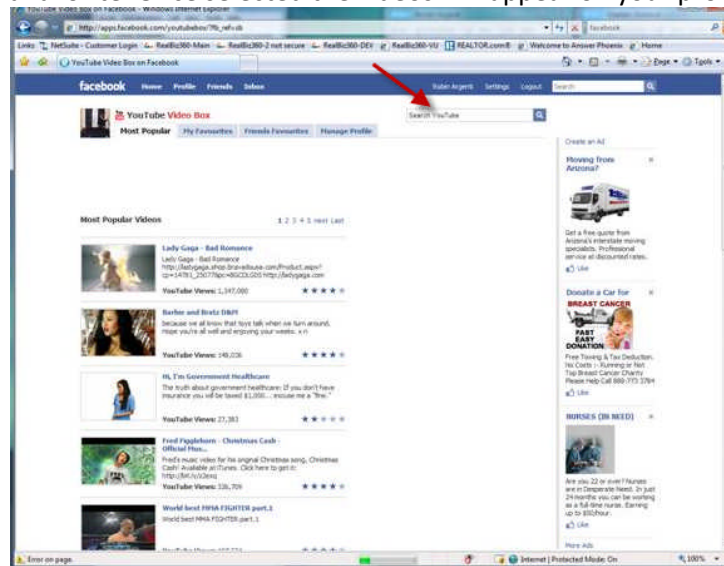 YouTube Video Box on Facebook - Windows Internet Explorer
http://apps.facebook.com/youtubebox/?fb_ref=sb
facebook
Links NetSuite - Customer Login RealBiz360-Main RealBiz360-2 not secure RealBiz360-DEV RealBiz360-VU REALTOR.com® Welcome to Answer Phoenix Home
YouTube Video Box on Facebook
Page Tools
facebook Home Profile Friends Inbox Robin Argenti Settings Logout Search
YouTube Video Box
Search YouTube
Most Popular My Favourites Friends Favourites Manage Profile
Create an Ad
Moving from
Arizona?
Get a free quote from
Arizona's interstate moving
specialists. Professional
service at discounted rates.
Like
Most Popular Videos 1 2 3 4 5 next Last
Lady Gaga - Bad Romance
Lady Gaga - Bad Romance
YouTube Views: 1,347,080
Barbie and Bratz D&M
because we all know that toys talk when we turn around.
Hope you're all well and enjoying your weeks. x n
YouTube Views: 149,036
Hi, I'm Government Healthcare
The truth about government healthcare: If you don't have
insurance you will be taxed $1,000... excuse me a "fine."
YouTube Views: 27,383
Fred Figglehorn - Christmas Cash -
Official Mus...
Fred's music video for his original Christmas song, Christmas
Cash! Available at iTunes. Click here to get it:
YouTube Views: 336,709
World best MMA FIGHTER part.1
World best MMA FIGHTER part.1
Donate a Car for
BREAST CANCER
FAST
EASY
DONATION
Free Towing & Tax Deduction.
No Costs :- Running or Not
Top Breast Cancer Charity
Please Help Call 888-773 3784
Like
NURSES (IN NEED)
Are you 22 or over? Nurses
are in Desperate Need. In just
24 months you can be working
as a full-time nurse. Earning
up to $50/hour.
Like
More Ads
Error on page. Internet | Protected Mode: On 100%